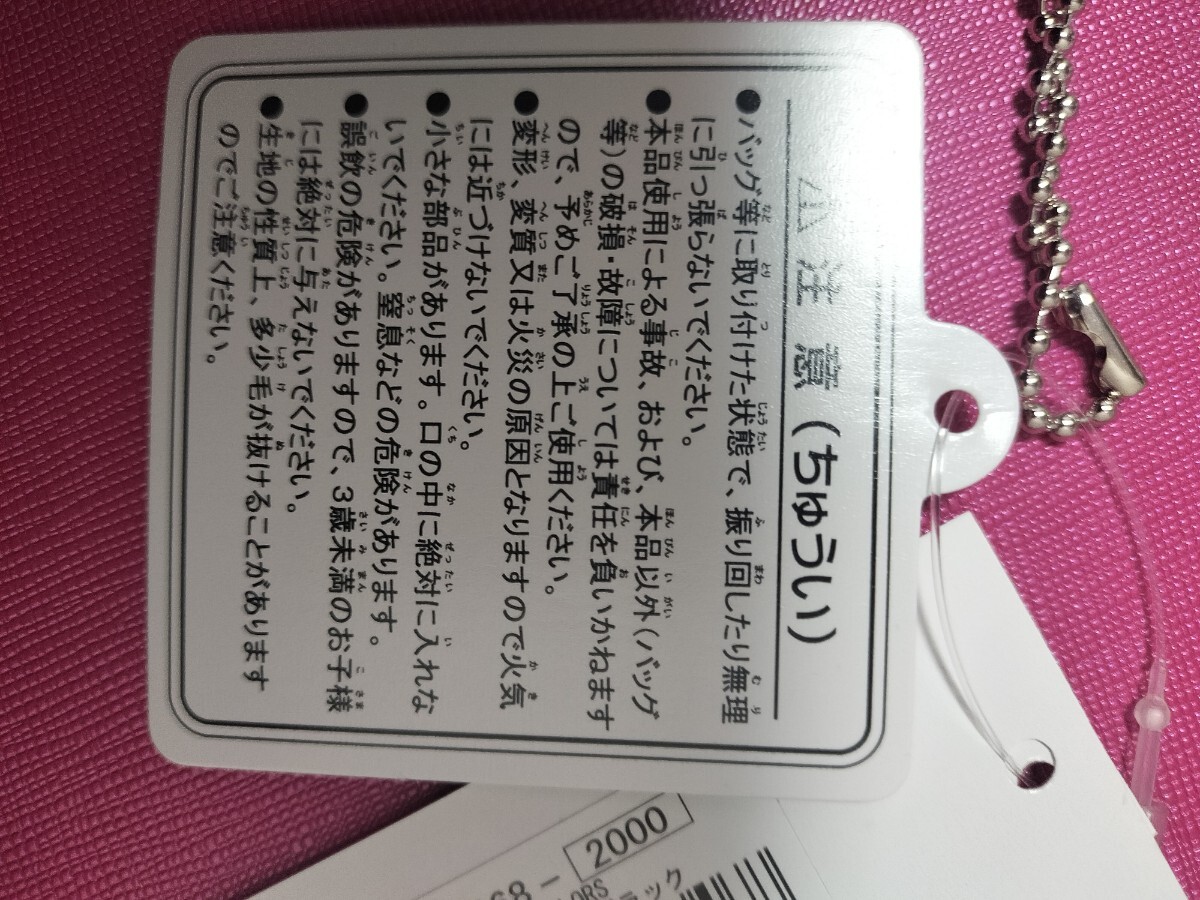 ⚠注意(ちゅうい)
●バッグ等に取り付けた状態で、振り回したり無理
に引っ張らないでください。
●本品使用による事故、および、本品以外(バッグ
等)の破損・故障については責任を負いかねます
ので、予めご了承の上ご使用ください。
●変形、変質又は火災の原因となりますので火気
には近づけないでください。
●小さな部品があります。口の中に絶対に入れな
いでください。窒息などの危険があります。
●誤飲の危険がありますので、3歳未満のお子様
には絶対に与えないでください。
●生地の性質上、多少毛が抜けることがあります
のでご注意ください。
68-2000
ORS
ラック